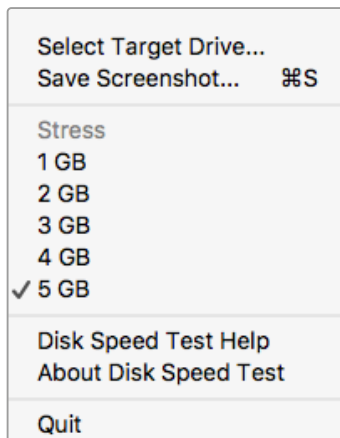 Select Target Drive...
Save Screenshot... ⌘S
Stress
1 GB
2 GB
3 GB
4 GB
✓ 5 GB
Disk Speed Test Help
About Disk Speed Test
Quit